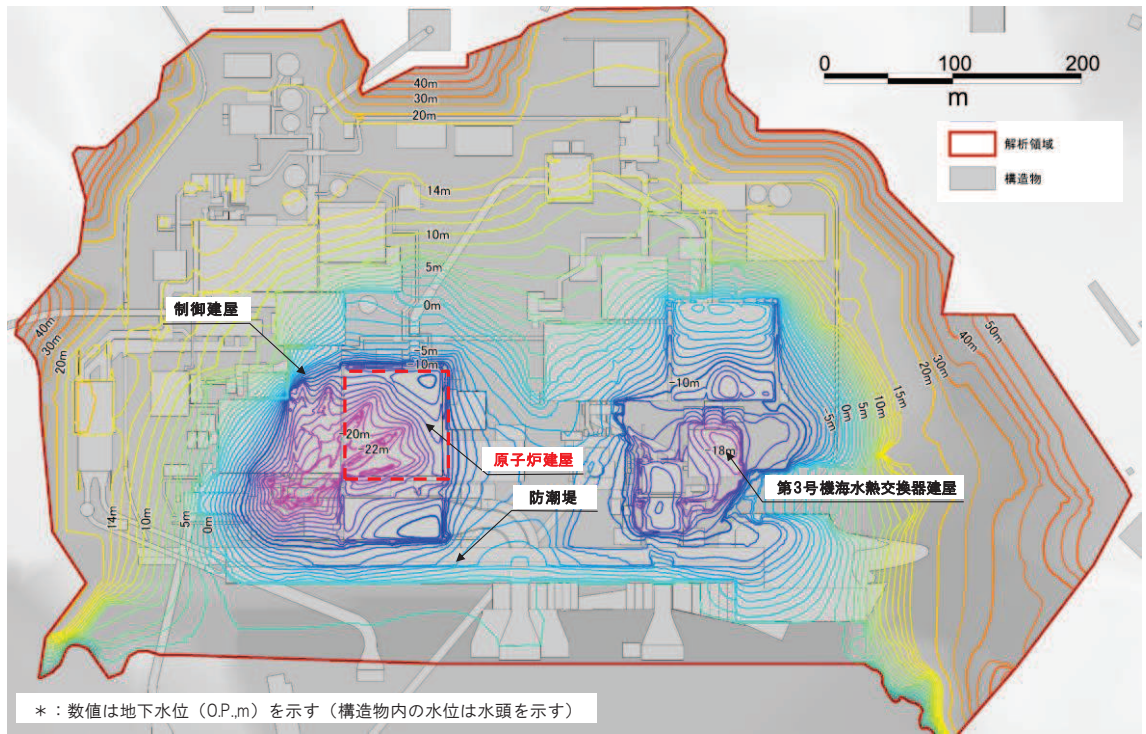 0 100 200
m
解析領域
構造物
40m
30m
20m
14m
10m
5m
0m
-5m
10m
制御建屋
40m
30m
20m
-20m
-22m
原子炉建屋
防潮堤
-10m
-18m
第3号機海水熱交換器建屋
14m
10m
5m
0m
-5m
0m
5m
10m
15m
20m
30m
40m
50m
*:数値は地下水位(O.P.,m)を示す(構造物内の水位は水頭を示す)